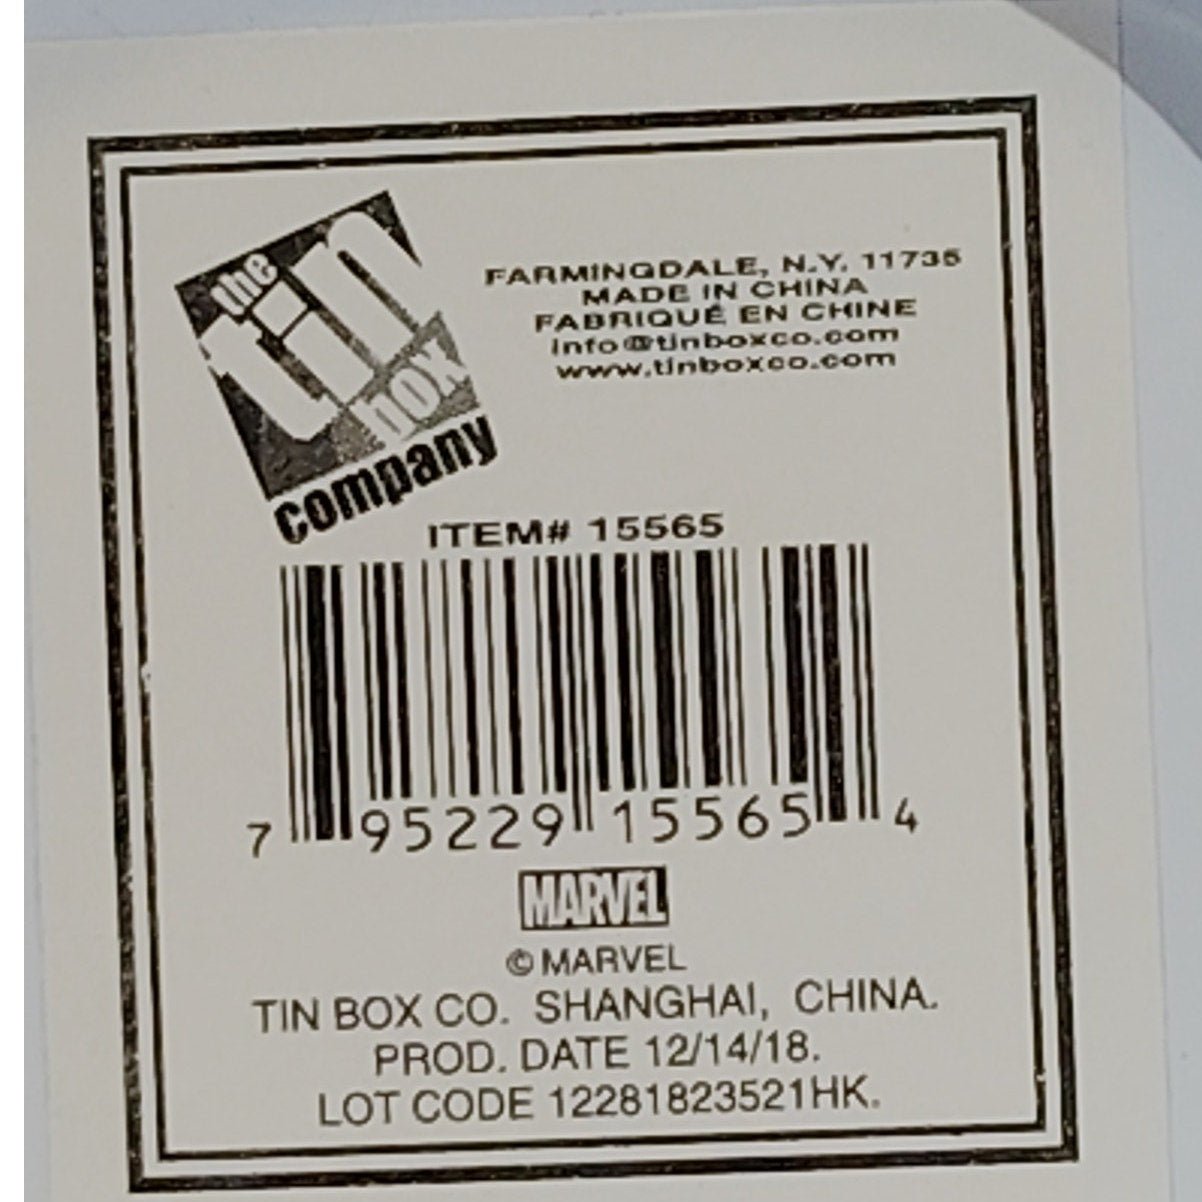 the
tin
box
company
FARMINGDALE, N.Y. 11735
MADE IN CHINA
FABRIQUÉ EN CHINE
info@tinboxco.com
www.tinboxco.com
ITEM# 15565
7 95229 15565 4
MARVEL
© MARVEL
TIN BOX CO. SHANGHAI, CHINA.
PROD. DATE 12/14/18.
LOT CODE 12281823521HK.